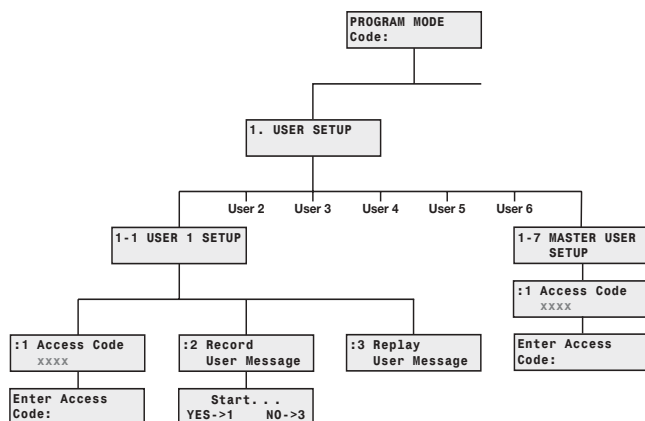 PROGRAM MODE
Code:
1. USER SETUP
User 2 User 3 User 4 User 5 User 6
1-1 USER 1 SETUP
1-7 MASTER USER
SETUP
:1 Access Code
xxxx
Enter Access
Code:
:1 Access Code
xxxx
:2 Record
User Message
:3 Replay
User Message
Enter Access
Code:
Start...
YES->1 NO->3